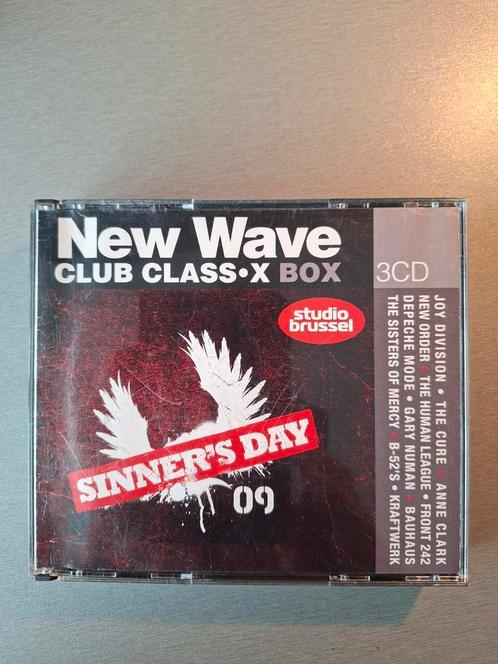 New Wave
CLUB CLASS•X BOX
3CD
studio
brussel
SINNER'S DAY
09
JOY DIVISION • THE CURE • ANNE CLARK
NEW ORDER • THE HUMAN LEAGUE • FRONT 242
DEPECHE MODE • GARY NUMAN • BAUHAUS
THE SISTERS OF MERCY • B-52'S • KRAFTWERK